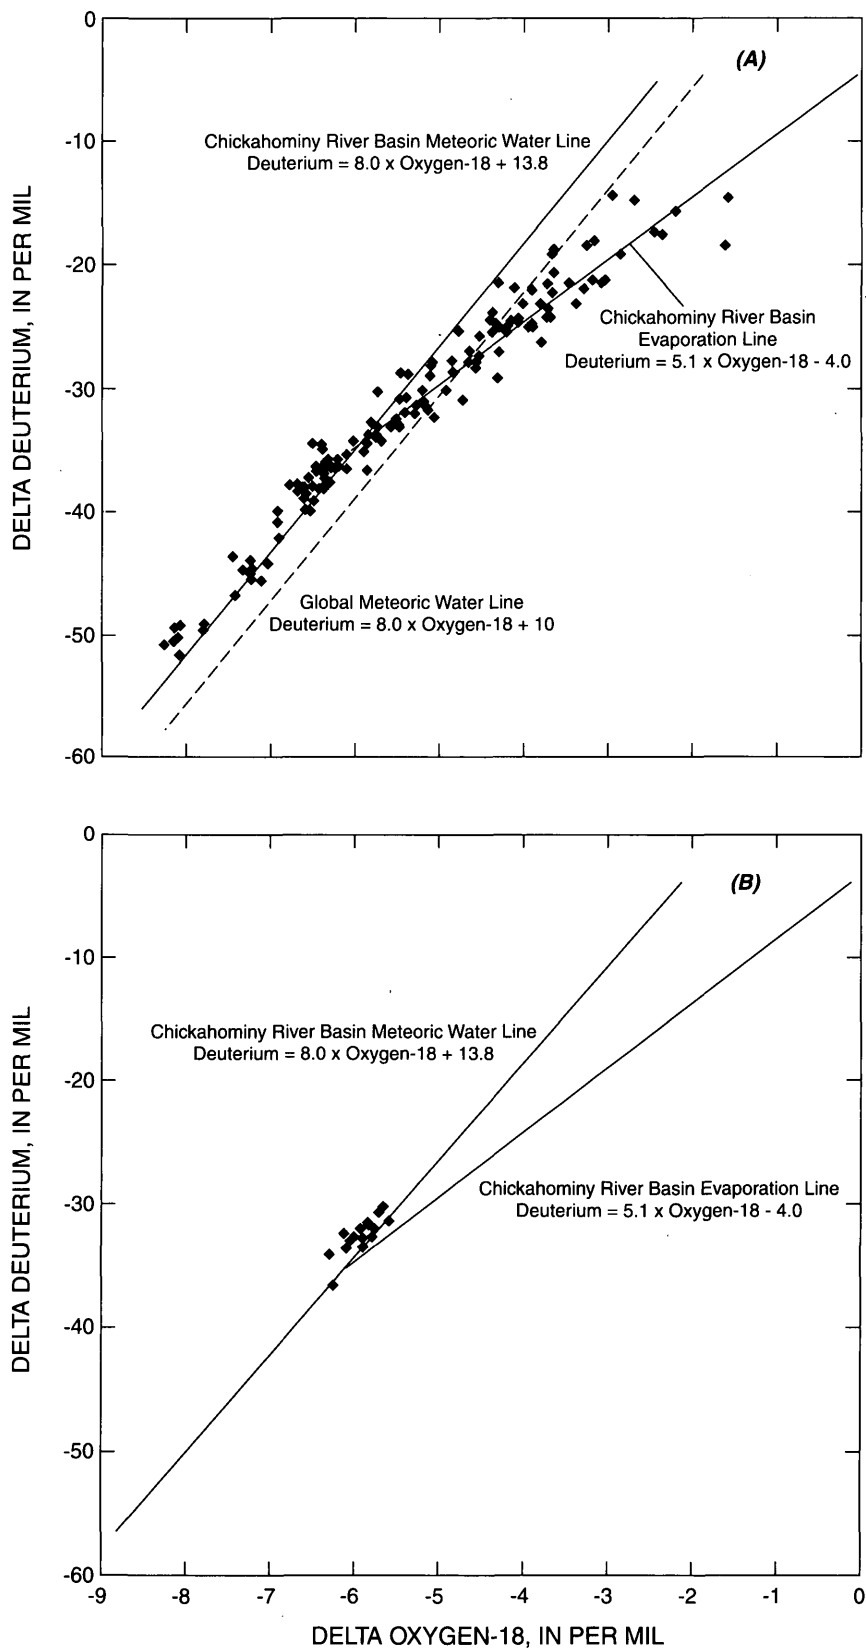 (A)
0
-10
-20
-30
-40
-50
-60
DELTA DEUTERIUM, IN PER MIL
Chickahominy River Basin Meteoric Water Line
Deuterium = 8.0 x Oxygen-18 + 13.8
Chickahominy River Basin
Evaporation Line
Deuterium = 5.1 x Oxygen-18 - 4.0
Global Meteoric Water Line
Deuterium = 8.0 x Oxygen-18 + 10
(B)
0
-10
-20
-30
-40
-50
-60
DELTA DEUTERIUM, IN PER MIL
Chickahominy River Basin Meteoric Water Line
Deuterium = 8.0 x Oxygen-18 + 13.8
Chickahominy River Basin Evaporation Line
Deuterium = 5.1 x Oxygen-18 - 4.0
-9 -8 -7 -6 -5 -4 -3 -2 -1 0
DELTA OXYGEN-18, IN PER MIL